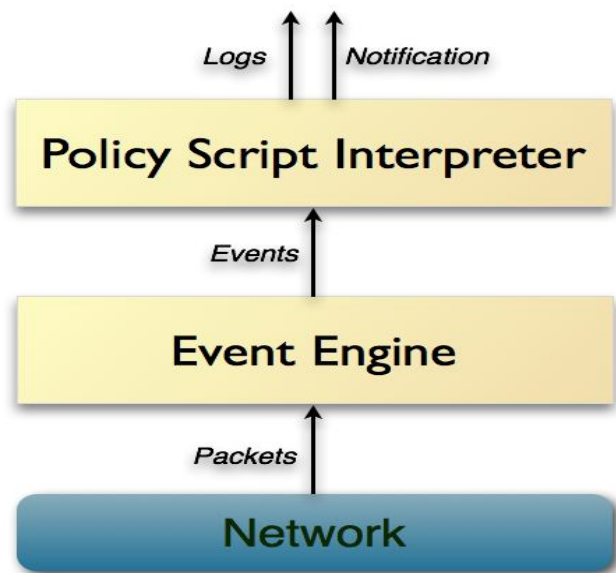 Logs
Notification
Policy Script Interpreter
Events
Event Engine
Packets
Network